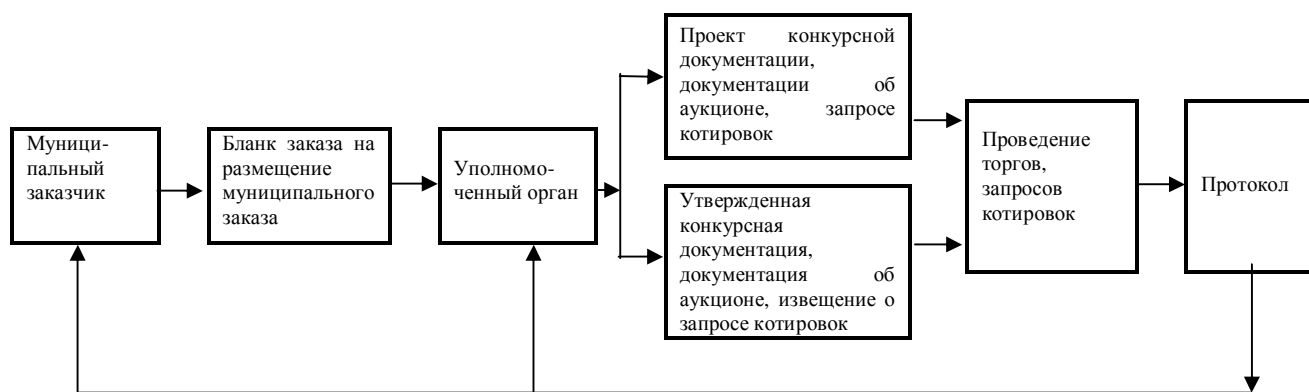 Муници-
пальный
заказчик
Бланк заказа на
размещение
муниципального
заказа
Уполномо-
ченный орган
Проект конкурсной
документации,
документации об
аукционе, запросе
котировок
Утвержденная
конкурсная
документация,
документация об
аукционе, извещение о
запросе котировок
Проведение
торгов,
запросов
котировок
Протокол